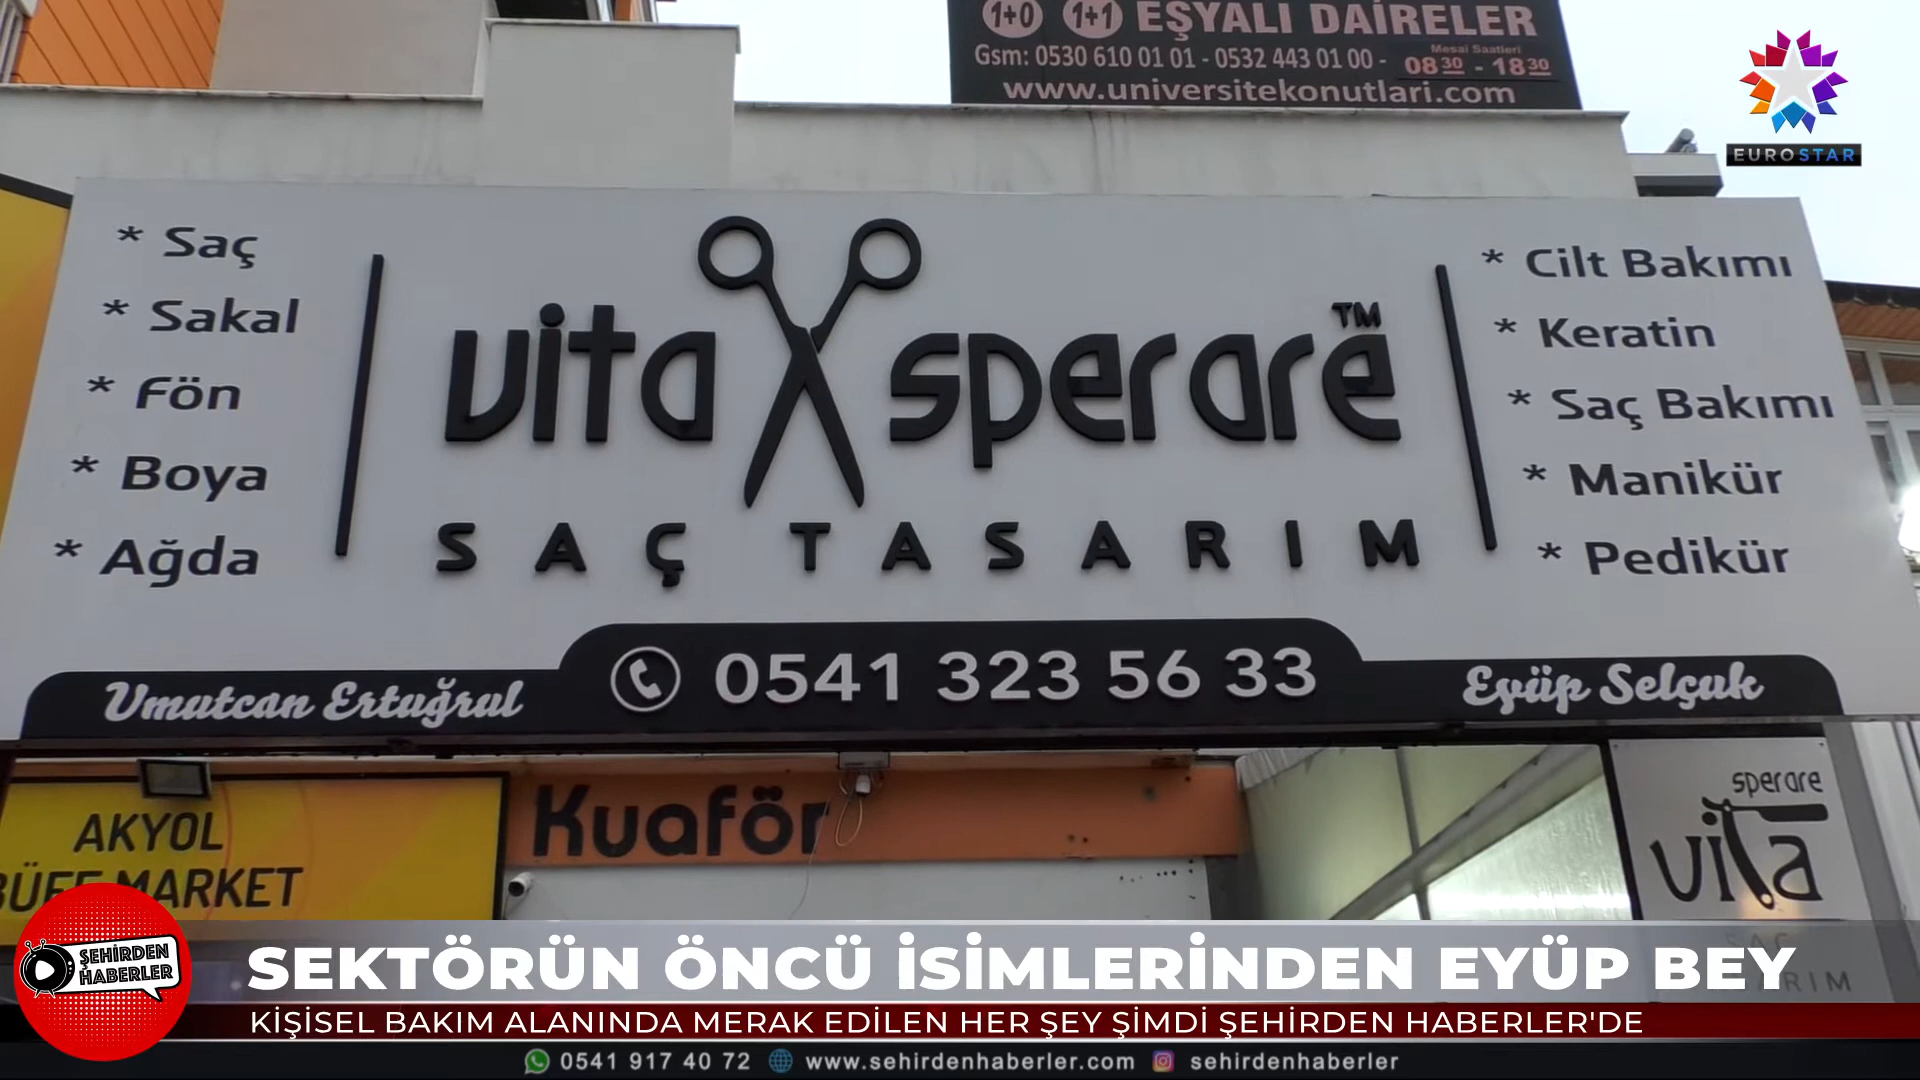 1+0 1+1 EŞYALI DAİRELER
Gsm: 0530 610 01 01 - 0532 443 01 00 -
Mesai Saatleri
08 30 - 18 30
www.universitekonutlari.com
EUROSTAR
* Saç
* Sakal
* Fön
* Boya
* Ağda
vita sperare TM
SAÇ TASARIM
* Cilt Bakımı
* Keratin
* Saç Bakımı
* Manikür
* Pedikür
Umutcan Ertuğrul
0541 323 56 33
Eyüp Selçuk
AKYOL
BÜFE MARKET
Kuaför
sperare
vita
SAÇ
ŞEHİRDEN
HABERLER
SEKTÖRÜN ÖNCÜ İSİMLERİNDEN EYÜP BEY
KİŞİSEL BAKIM ALANINDA MERAK EDİLEN HER ŞEY ŞİMDİ ŞEHİRDEN HABERLER'DE
0541 917 40 72 www.sehirdenhaberler.com sehirdenhaberler